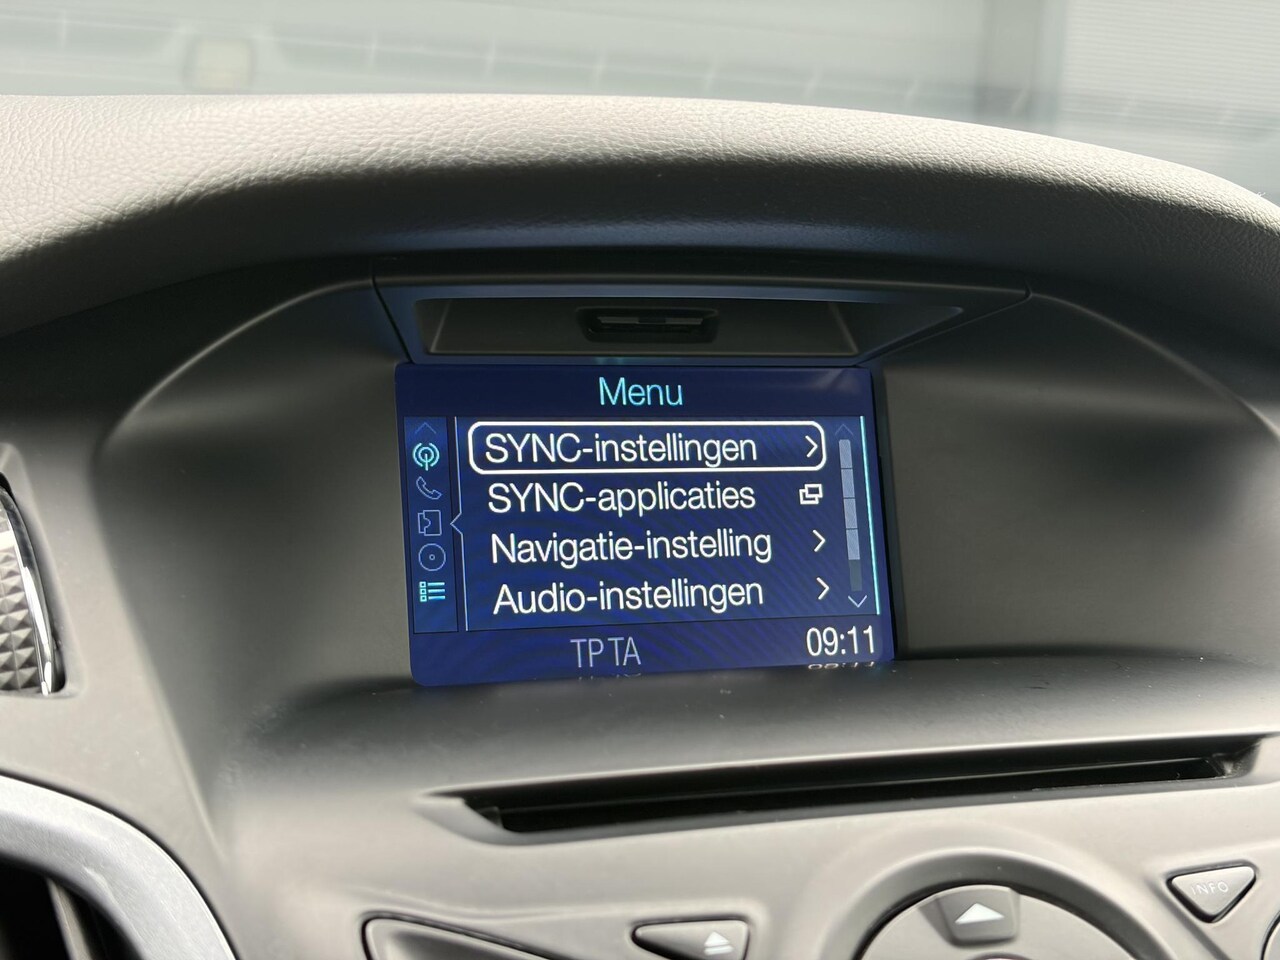 Menu
SYNC-instellingen
SYNC-applicaties
Navigatie-instelling
Audio-instellingen
TP TA
09:11
INFO